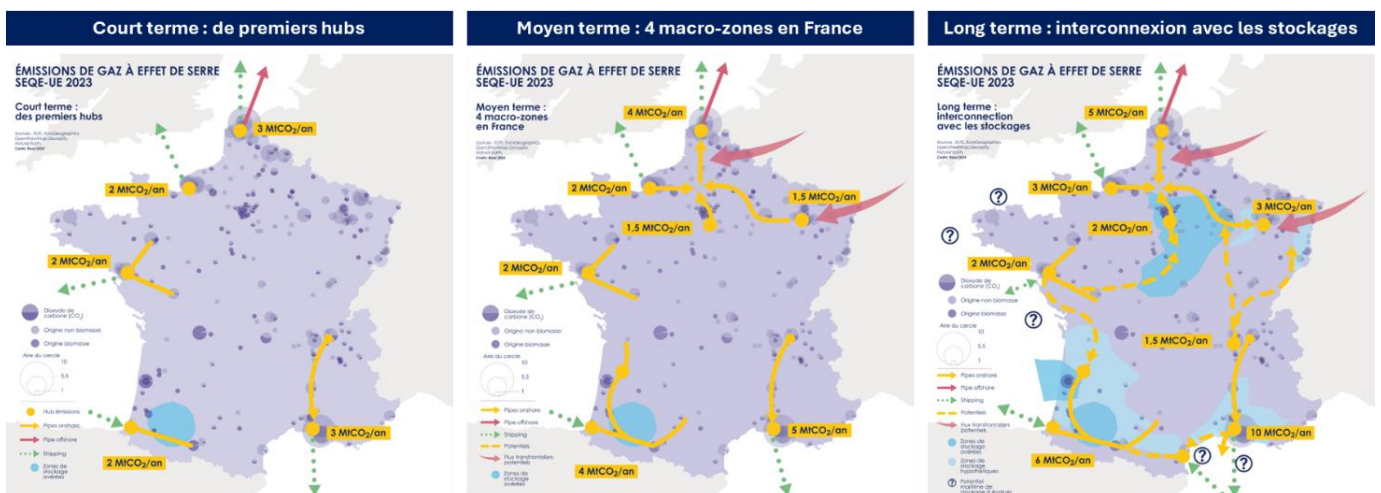 Court terme : de premiers hubs
ÉMISSIONS DE GAZ À EFFET DE SERRE
SEQE-UE 2023
Court terme :
des premiers hubs
3 MtCO₂/an
2 MtCO₂/an
2 MtCO₂/an
Dioxyde de
carbone (CO₂)
Origine non biomasse
Origine biomasse
Aire du cercle
10
5.5
1
Hub émissions
Pipes onshore
Pipe offshore
Shipping
Zones de
stockage
avérées
3 MtCO₂/an
2 MtCO₂/an
Moyen terme : 4 macro-zones en France
ÉMISSIONS DE GAZ À EFFET DE SERRE
SEQE-UE 2023
Moyen terme :
4 macro-zones
en France
4 MtCO₂/an
2 MtCO₂/an
1,5 MtCO₂/an
1,5 MtCO₂/an
2 MtCO₂/an
Dioxyde de
carbone (CO₂)
Origine non biomasse
Origine biomasse
Aire du cercle
10
5.5
1
Pipes onshore
Pipe offshore
Shipping
Potentiels
Flux transfrontaliers
potentiels
Zones de
stockage
avérées
5 MtCO₂/an
4 MtCO₂/an
Long terme : interconnexion avec les stockages
ÉMISSIONS DE GAZ À EFFET DE SERRE
SEQE-UE 2023
Long terme :
interconnection
avec les stockages
5 MtCO₂/an
3 MtCO₂/an
3 MtCO₂/an
2 MtCO₂/an
?
?
2 MtCO₂/an
?
1,5 MtCO₂/an
Dioxyde de
carbone (CO₂)
Origine non biomasse
Origine biomasse
Aire du cercle
10
5.5
1
Pipes onshore
Pipe offshore
Shipping
Potentiels
Flux transfrontaliers
potentiels
Zones de
stockage
avérées
Zones de
stockage
hypothétiques
Potentiel
maritime de
stockage à évaluer
10 MtCO₂/an
6 MtCO₂/an
?
?
?